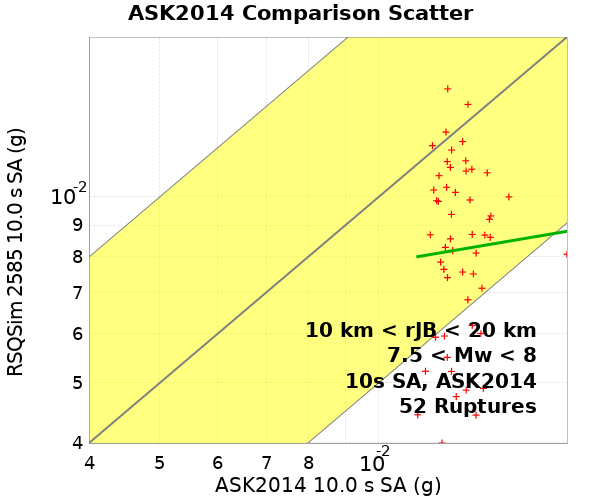 ASK2014 Comparison Scatter
RSQSim 2585 10.0 s SA (g)
10-2
9
8
7
6
5
4
10 km < rJB < 20 km
7.5 < Mw < 8
10s SA, ASK2014
52 Ruptures
4 5 6 7 8 10-2
ASK2014 10.0 s SA (g)